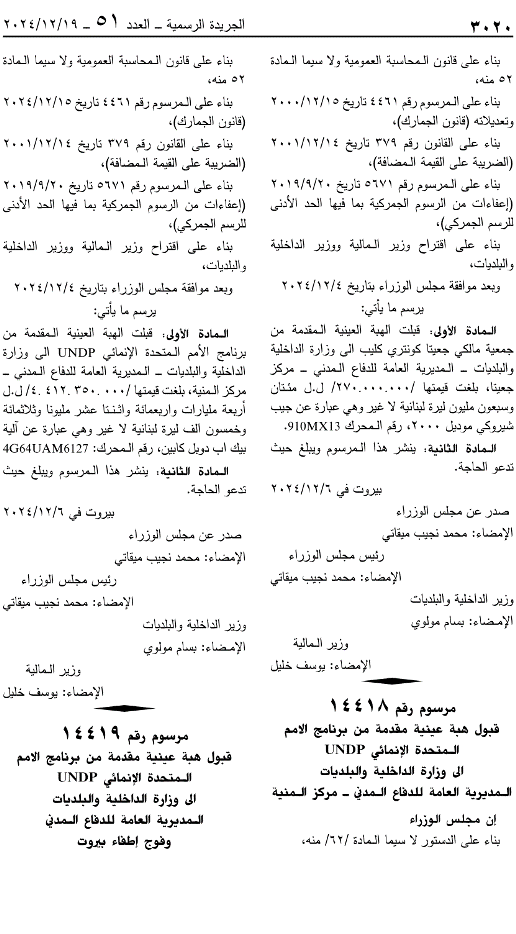 ٣٠٢٠
الجريدة الرسمية ـ العدد ٥١ ـ ٢٠٢٤/١٢/١٩
بناء على قانون المحاسبة العمومية ولا سيما المادة
٥٢ منه،
بناء على المرسوم رقم ٤٤٦١ تاريخ ٢٠٠٠/١٢/١٥
وتعديلاته (قانون الجمارك)،
بناء على القانون رقم ٣٧٩ تاريخ ٢٠٠١/١٢/١٤
(الضريبة على القيمة المضافة)،
بناء على المرسوم رقم ٥٦٧١ تاريخ ٢٠١٩/٩/٢٠
(إعفاءات من الرسوم الجمركية بما فيها الحد الأدنى
للرسم الجمركي)،
بناء على اقتراح وزير المالية ووزير الداخلية
والبلديات،
وبعد موافقة مجلس الوزراء بتاريخ ٢٠٢٤/١٢/٤
يرسم ما يأتي:
المادة الأولى: قبلت الهبة العينية المقدمة من
جمعية مالكي جعيتا كونتري كليب الى وزارة الداخلية
والبلديات ـ المديرية العامة للدفاع المدني ـ مركز
جعيتا، بلغت قيمتها /٢٧٠.٠٠٠.٠٠٠/ ل.ل مئتان
وسبعون مليون ليرة لبنانية لا غير وهي عبارة عن جيب
شيروكي موديل ٢٠٠٠، رقم المحرك 910MX13.
المادة الثانية: ينشر هذا المرسوم ويبلغ حيث
تدعو الحاجة.
بيروت في ٢٠٢٤/١٢/٦
صدر عن مجلس الوزراء
الإمضاء: محمد نجيب ميقاتي
رئيس مجلس الوزراء
الإمضاء: محمد نجيب ميقاتي
وزير الداخلية والبلديات
الإمضاء: بسام مولوي
وزير المالية
الإمضاء: يوسف خليل
مرسوم رقم ١٤٤١٨
قبول هبة عينية مقدمة من برنامج الامم
المتحدة الإنمائي UNDP
الى وزارة الداخلية والبلديات
المديرية العامة للدفاع المدني ـ مركز المنية
إن مجلس الوزراء
بناء على الدستور لا سيما المادة /٦٢/ منه،
بناء على قانون المحاسبة العمومية ولا سيما المادة
٥٢ منه،
بناء على المرسوم رقم ٤٤٦١ تاريخ ٢٠٢٤/١٢/١٥
(قانون الجمارك)،
بناء على القانون رقم ٣٧٩ تاريخ ٢٠٠١/١٢/١٤
(الضريبة على القيمة المضافة)،
بناء على المرسوم رقم ٥٦٧١ تاريخ ٢٠١٩/٩/٢٠
(إعفاءات من الرسوم الجمركية بما فيها الحد الأدنى
للرسم الجمركي)،
بناء على اقتراح وزير المالية ووزير الداخلية
والبلديات،
وبعد موافقة مجلس الوزراء بتاريخ ٢٠٢٤/١٢/٤
يرسم ما يأتي:
المادة الأولى: قبلت الهبة العينية المقدمة من
برنامج الأمم المتحدة الإنمائي UNDP الى وزارة
الداخلية والبلديات ـ المديرية العامة للدفاع المدني ـ
مركز المنية، بلغت قيمتها /٤.٤١٢.٣٥٠.٠٠٠/ ل.ل
أربعة مليارات واربعمائة واثنتا عشر مليونا وثلاثمائة
وخمسون الف ليرة لبنانية لا غير وهي عبارة عن آلية
بيك اب دوبل كابين، رقم المحرك: 4G64UAM6127
المادة الثانية: ينشر هذا المرسوم ويبلغ حيث
تدعو الحاجة.
بيروت في ٢٠٢٤/١٢/٦
صدر عن مجلس الوزراء
الإمضاء: محمد نجيب ميقاتي
رئيس مجلس الوزراء
الإمضاء: محمد نجيب ميقاتي
وزير الداخلية والبلديات
الإمضاء: بسام مولوي
وزير المالية
الإمضاء: يوسف خليل
مرسوم رقم ١٤٤١٩
قبول هبة عينية مقدمة من برنامج الامم
المتحدة الإنمائي UNDP
الى وزارة الداخلية والبلديات
المديرية العامة للدفاع المدني
وفوج إطفاء بيروت